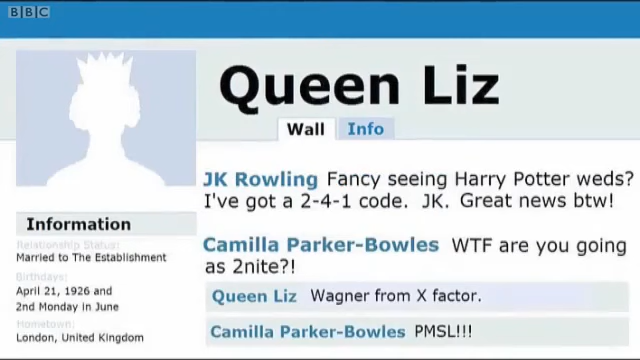 BBC
Queen Liz
Wall Info
JK Rowling Fancy seeing Harry Potter weds?
I've got a 2-4-1 code. JK. Great news btw!
Information
Relationship Status:
Married to The Establishment
Birthdays:
April 21, 1926 and
2nd Monday in June
Hometown:
London, United Kingdom
Camilla Parker-Bowles WTF are you going
as 2nite?!
Queen Liz Wagner from X factor.
Camilla Parker-Bowles PMSL!!!